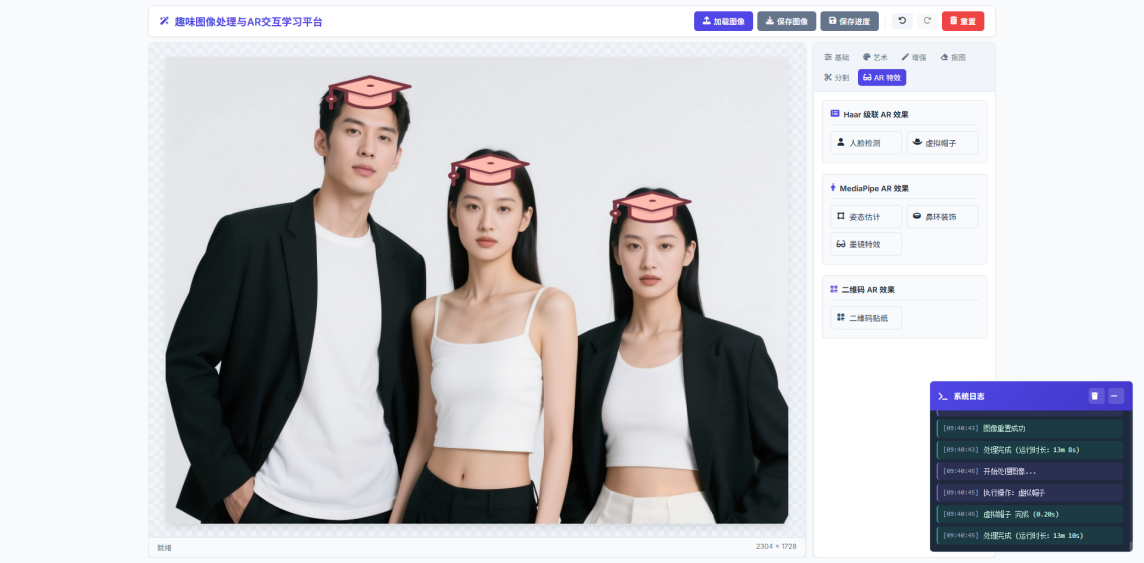 趣味图像处理与AR交互学习平台
加载图像
保存图像
保存进度
重置
基础
艺术
增强
抠图
分割
AR 特效
Haar 级联 AR 效果
人脸检测
虚拟帽子
MediaPipe AR 效果
姿态估计
鼻环装饰
墨镜特效
二维码 AR 效果
二维码贴纸
系统日志
[09:40:43] 图像重置成功
[09:40:43] 处理完成 (运行时长: 13m 8s)
[09:40:45] 开始处理图像...
[09:40:45] 执行操作: 虚拟帽子
[09:40:45] 虚拟帽子 完成 (0.20s)
[09:40:45] 处理完成 (运行时长: 13m 10s)
就绪
2304 × 1728